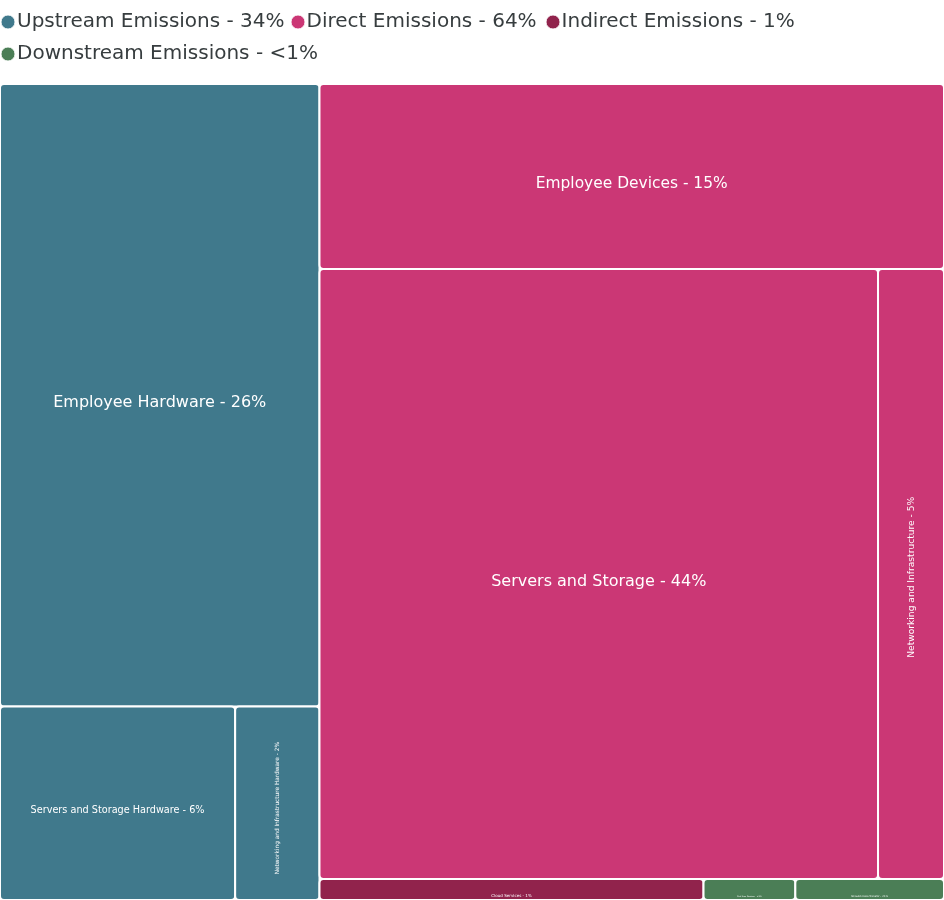 Upstream Emissions - 34% Direct Emissions - 64% Indirect Emissions - 1%
Downstream Emissions - <1%
Employee Devices - 15%
Employee Hardware - 26%
Servers and Storage - 44%
Networking and Infrastructure - 5%
Servers and Storage Hardware - 6%
Networking and Infrastructure Hardware - 2%
Cloud Services - 1%